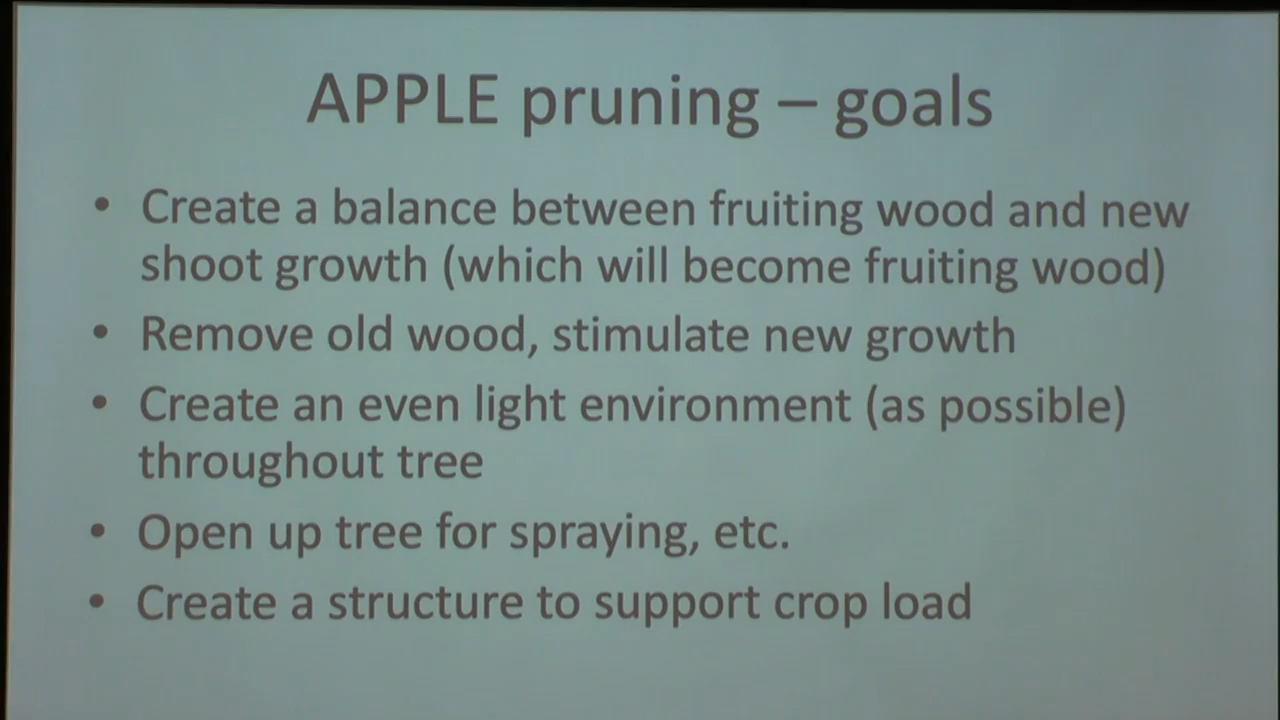 APPLE pruning – goals
• Create a balance between fruiting wood and new
shoot growth (which will become fruiting wood)
• Remove old wood, stimulate new growth
• Create an even light environment (as possible)
throughout tree
• Open up tree for spraying, etc.
• Create a structure to support crop load